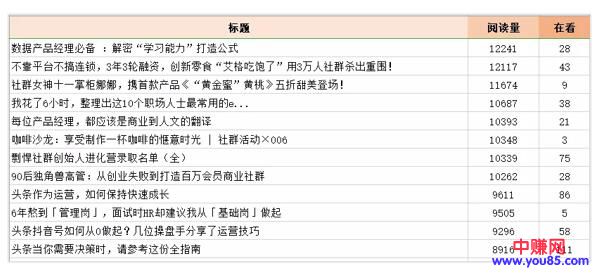 标题 阅读量 在看
数据产品经理必备 ：解密“学习能力”打造公式 12241 28
不靠平台不搞连锁，3年3轮融资，创新零食“艾格吃饱了”用3万人社群杀出重围! 12117 43
社群女神十一掌柜娜娜，携首款产品《“黄金蜜”黄桃》五折甜美登场! 11674 9
我花了6小时，整理出这10个职场人士最常用的e... 10687 38
每位产品经理，都应该是商业到人文的翻译 10393 21
咖啡沙龙: 享受制作一杯咖啡的惬意时光 | 社群活动×006 10348 3
剽悍社群创始人进化营录取名单（全） 10339 75
90后独角兽高管: 从创业失败到打造百万会员商业社群 10262 28
头条作为运营，如何保持快速成长 9611 86
6年熬到「管理岗」，面试时HR却建议我从「基础岗」做起 9505 5
头条抖音号如何从0做起？几位操盘手分享了运营技巧 9296 58
头条当你需要决策时，请参考这份全指南 8916
中赚网
www.you85.com